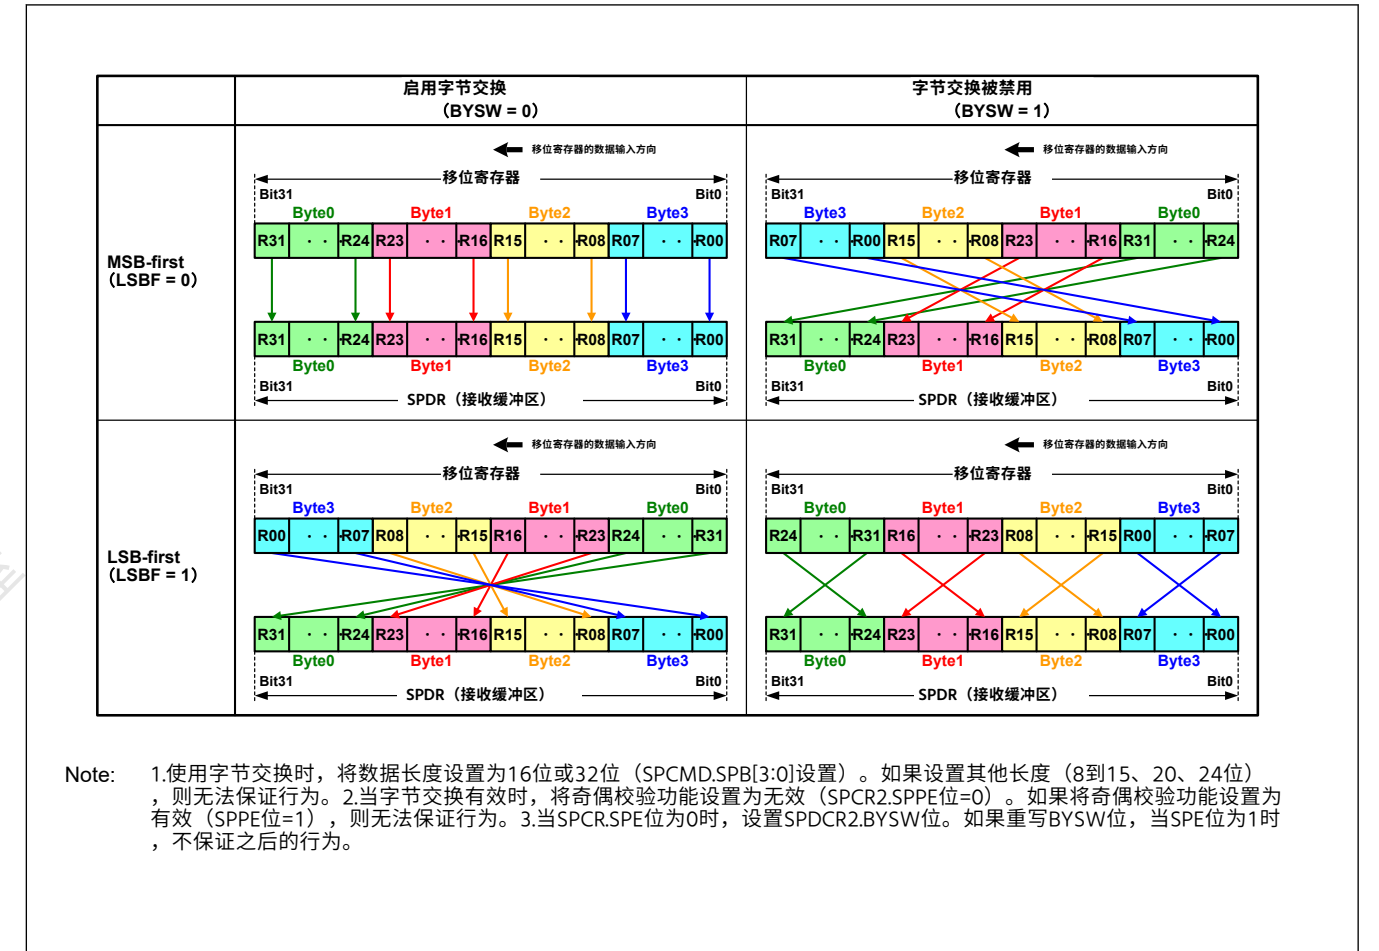 启用字节交换 字节交换被禁用
（BYSW = 0） （BYSW = 1）
MSB-first
（LSBF = 0）
移位寄存器的数据输入方向
移位寄存器
Bit31 Bit0
Byte0 Byte1 Byte2 Byte3
R31 · · R24 R23 · · R16 R15 · · R08 R07 · · R00
R31 · · R24 R23 · · R16 R15 · · R08 R07 · · R00
Byte0 Byte1 Byte2 Byte3
Bit31 Bit0
SPDR（接收缓冲区）
移位寄存器的数据输入方向
移位寄存器
Bit31 Bit0
Byte3 Byte2 Byte1 Byte0
R07 · · R00 R15 · · R08 R23 · · R16 R31 · · R24
R31 · · R24 R23 · · R16 R15 · · R08 R07 · · R00
Byte0 Byte1 Byte2 Byte3
Bit31 Bit0
SPDR（接收缓冲区）
LSB-first
（LSBF = 1）
移位寄存器的数据输入方向
移位寄存器
Bit31 Bit0
Byte3 Byte2 Byte1 Byte0
R00 · · R07 R08 · · R15 R16 · · R23 R24 · · R31
R31 · · R24 R23 · · R16 R15 · · R08 R07 · · R00
Byte0 Byte1 Byte2 Byte3
Bit31 Bit0
SPDR（接收缓冲区）
移位寄存器的数据输入方向
移位寄存器
Bit31 Bit0
Byte0 Byte1 Byte2 Byte3
R24 · · R31 R16 · · R23 R08 · · R15 R00 · · R07
R31 · · R24 R23 · · R16 R15 · · R08 R07 · · R00
Byte0 Byte1 Byte2 Byte3
Bit31 Bit0
SPDR（接收缓冲区）
Note: 1.使用字节交换时，将数据长度设置为16位或32位（SPCMD.SPB[3:0]设置）。如果设置其他长度（8到15、20、24位）
，则无法保证行为。2.当字节交换有效时，将奇偶校验功能设置为无效（SPCR2.SPPE位=0）。如果将奇偶校验功能设置为
有效（SPPE位=1），则无法保证行为。3.当SPCR.SPE位为0时，设置SPDCR2.BYSW位。如果重写BYSW位，当SPE位为1时
，不保证之后的行为。